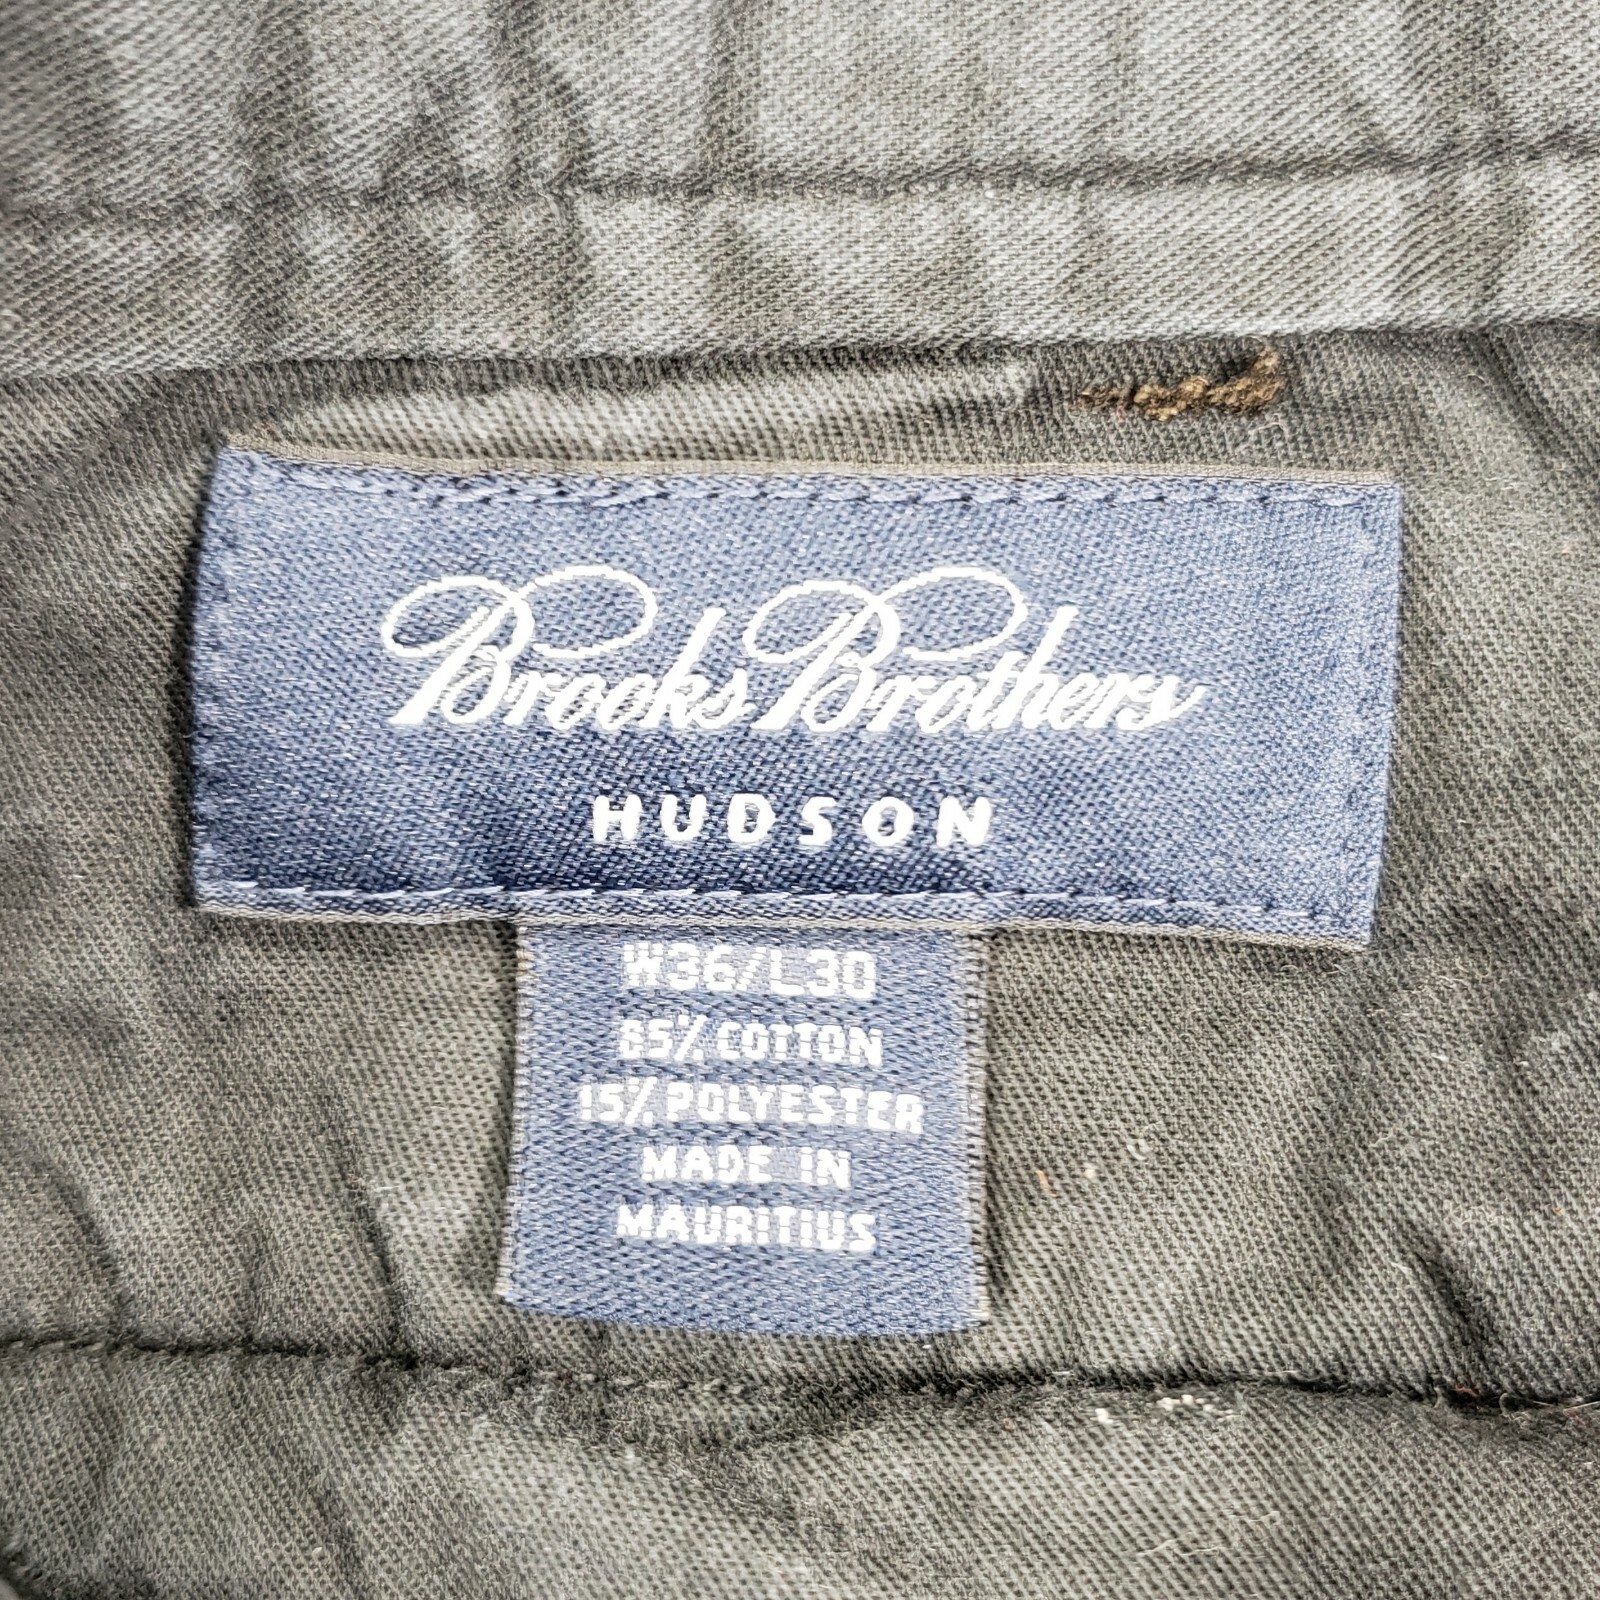 Brooks Brothers
HUDSON
W36/L30
85% COTTON
15% POLYESTER
MADE IN
MAURITIUS